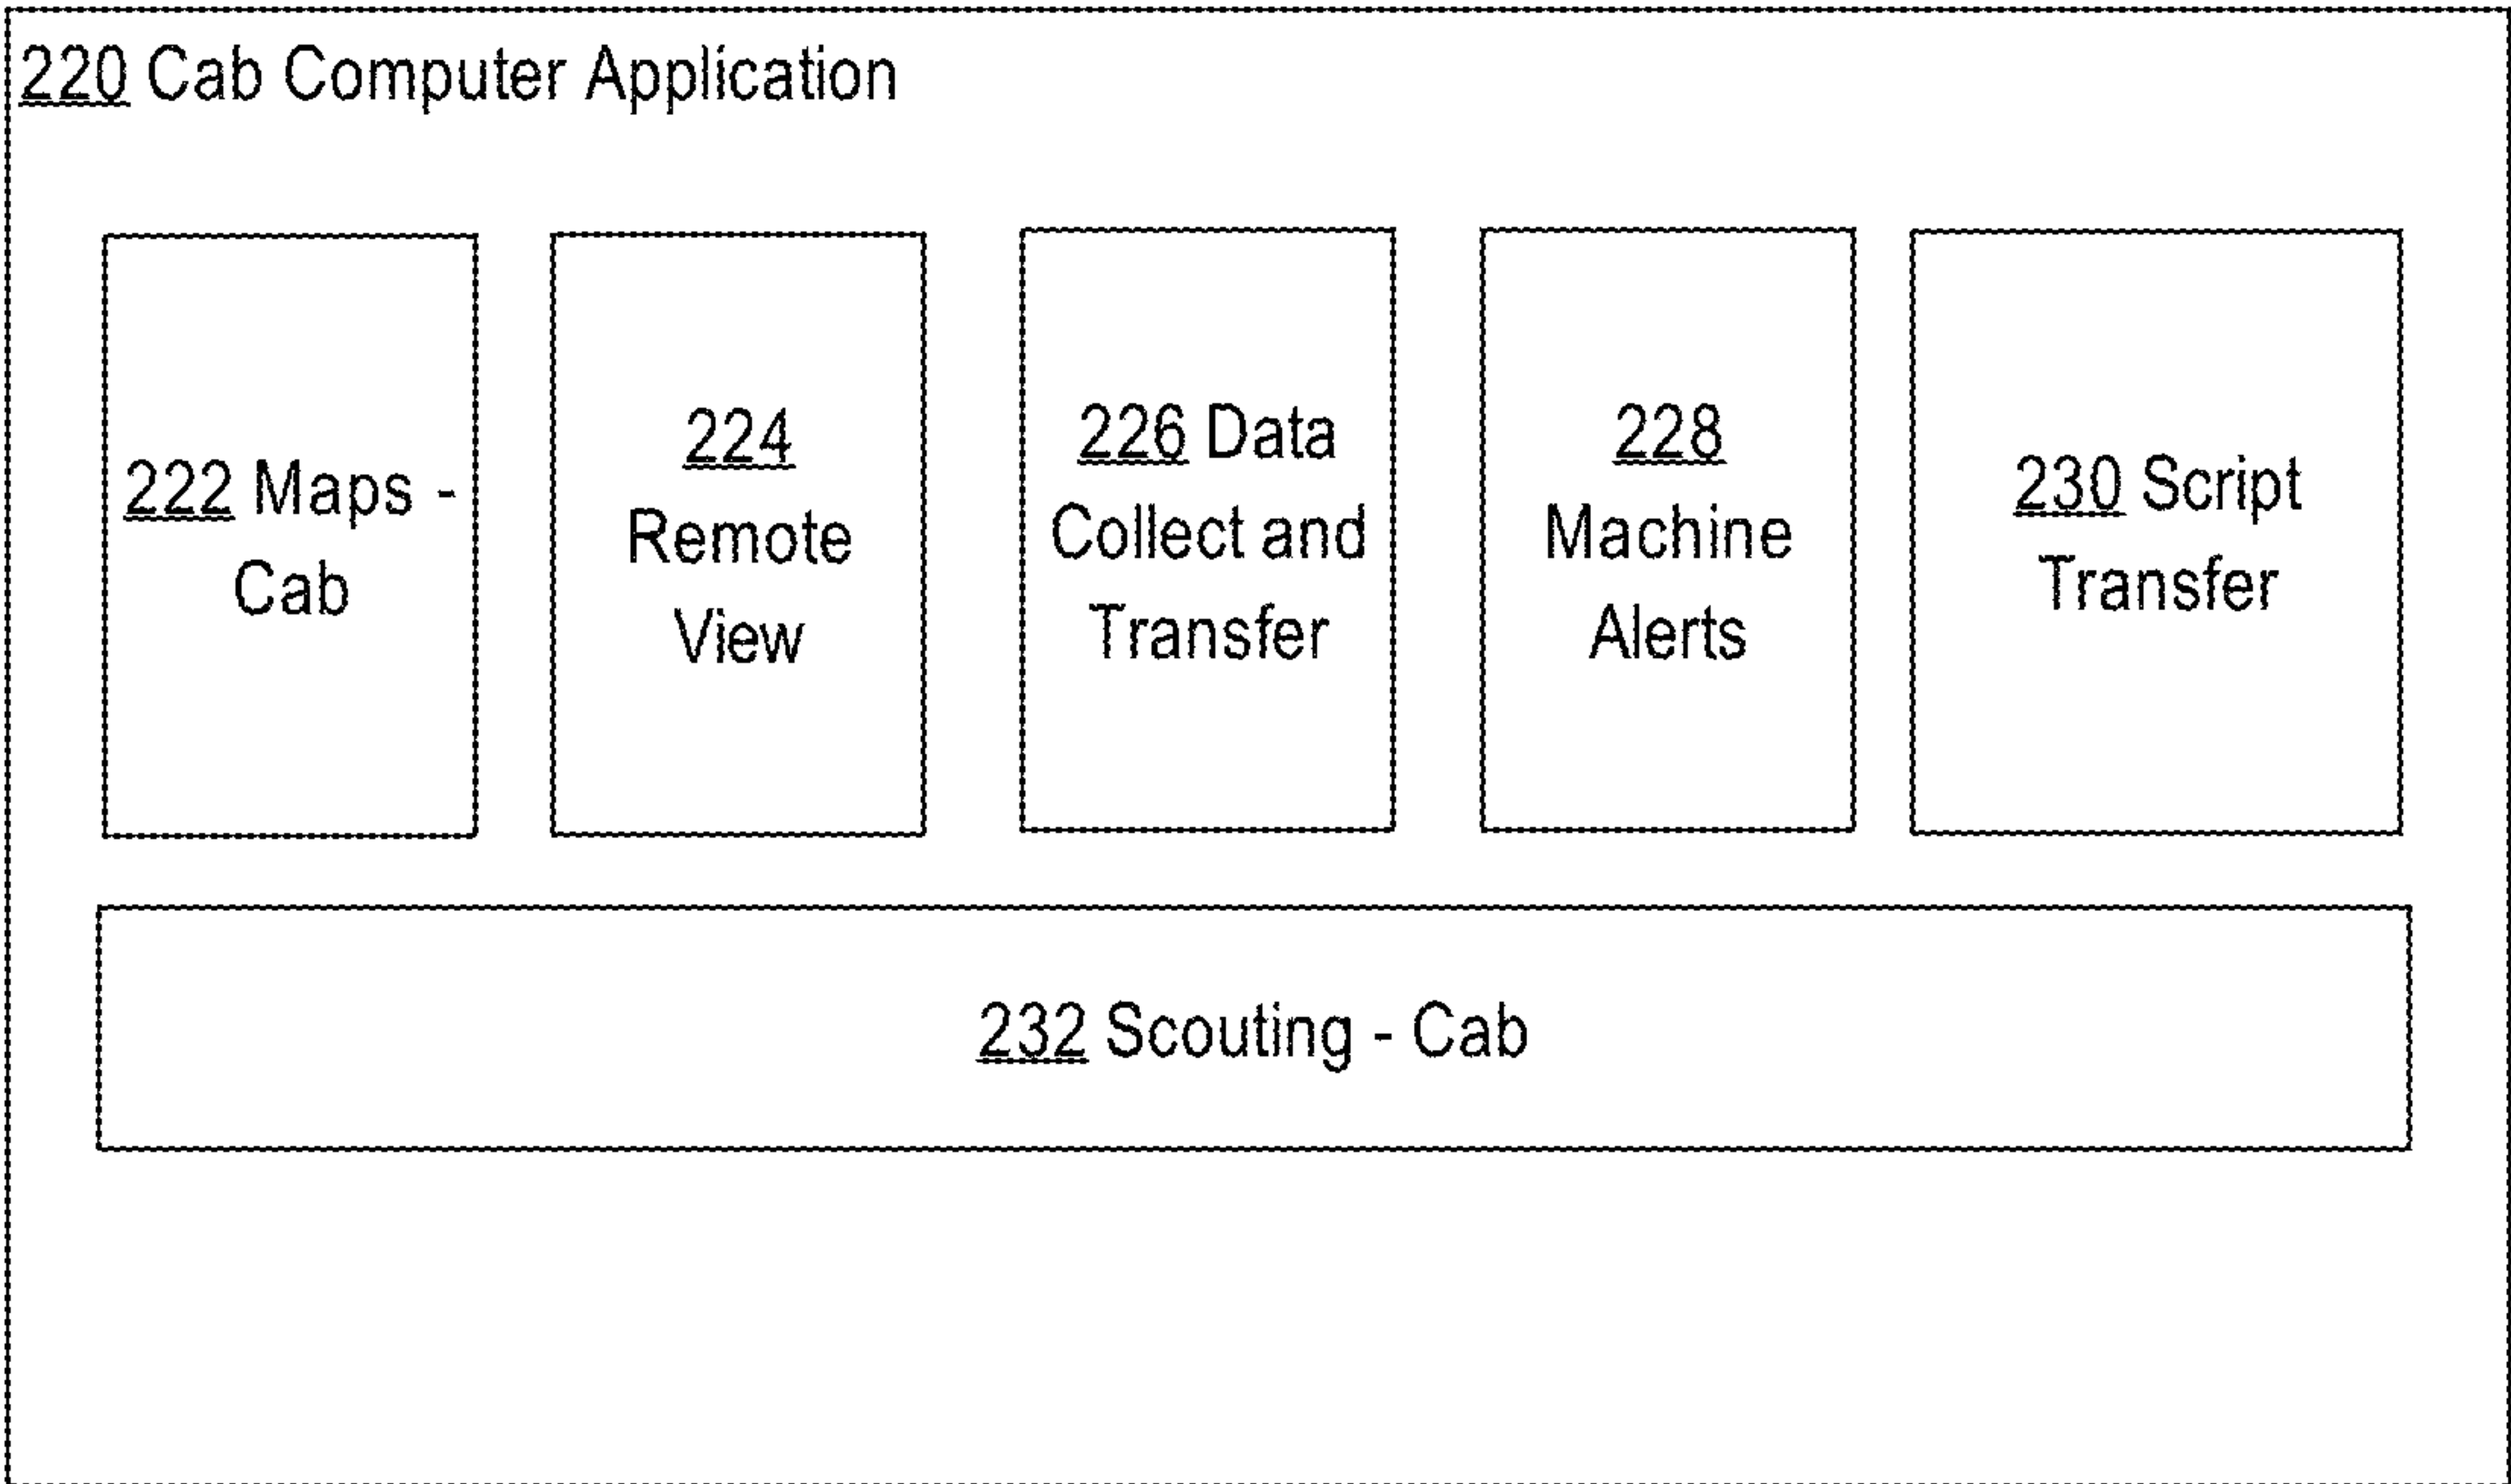 220 Cab Computer Application
222 Maps -
Cab
224
Remote
View
226 Data
Collect and
Transfer
228
Machine
Alerts
230 Script
Transfer
232 Scouting - Cab